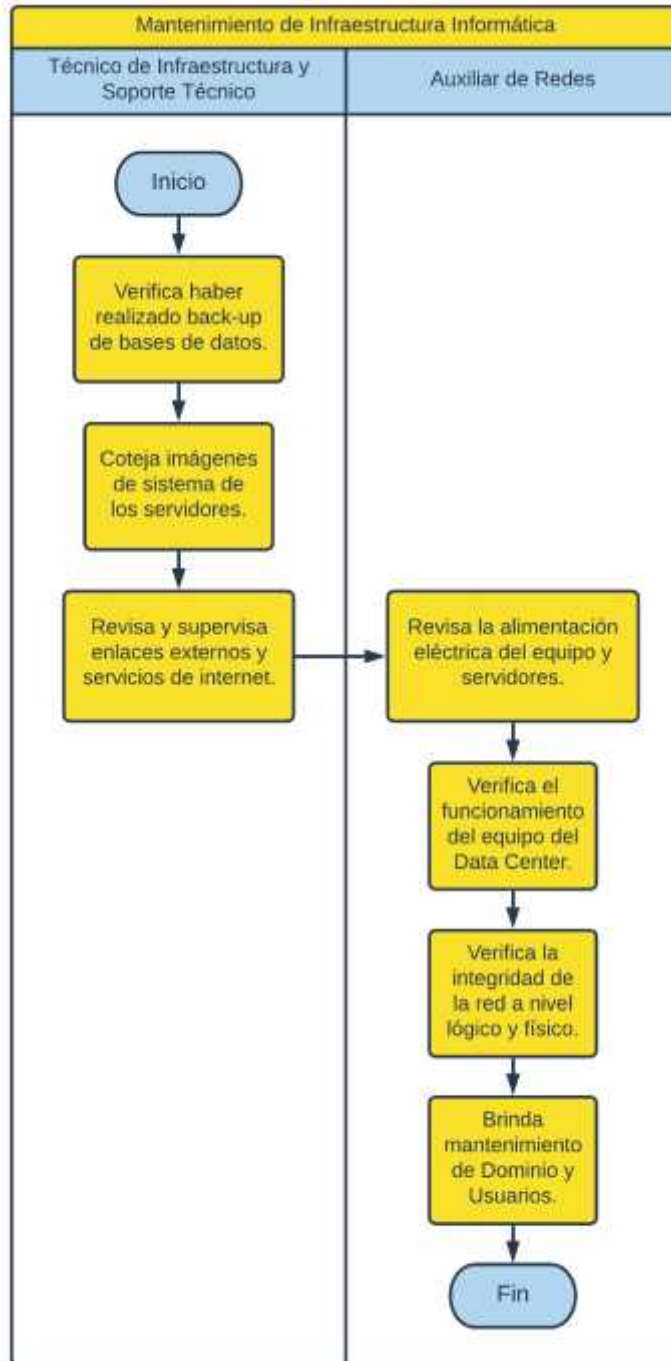 Mantenimiento de Infraestructura Informática
Técnico de Infraestructura y
Soporte Técnico
Auxiliar de Redes
Inicio
Verifica haber
realizado back-up
de bases de datos.
Coteja imágenes
de sistema de
los servidores.
Revisa y supervisa
enlaces externos y
servicios de internet.
Revisa la alimentación
eléctrica del equipo y
servidores.
Verifica el
funcionamiento
del equipo del
Data Center.
Verifica la
integridad de
la red a nivel
lógico y físico.
Brinda
mantenimiento
de Dominio y
Usuarios.
Fin